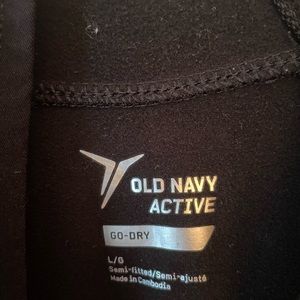 OLD NAVY
ACTIVE
GO-DRY
L/G
Semi-fitted/Semi-ajusté
Made in Cambodia